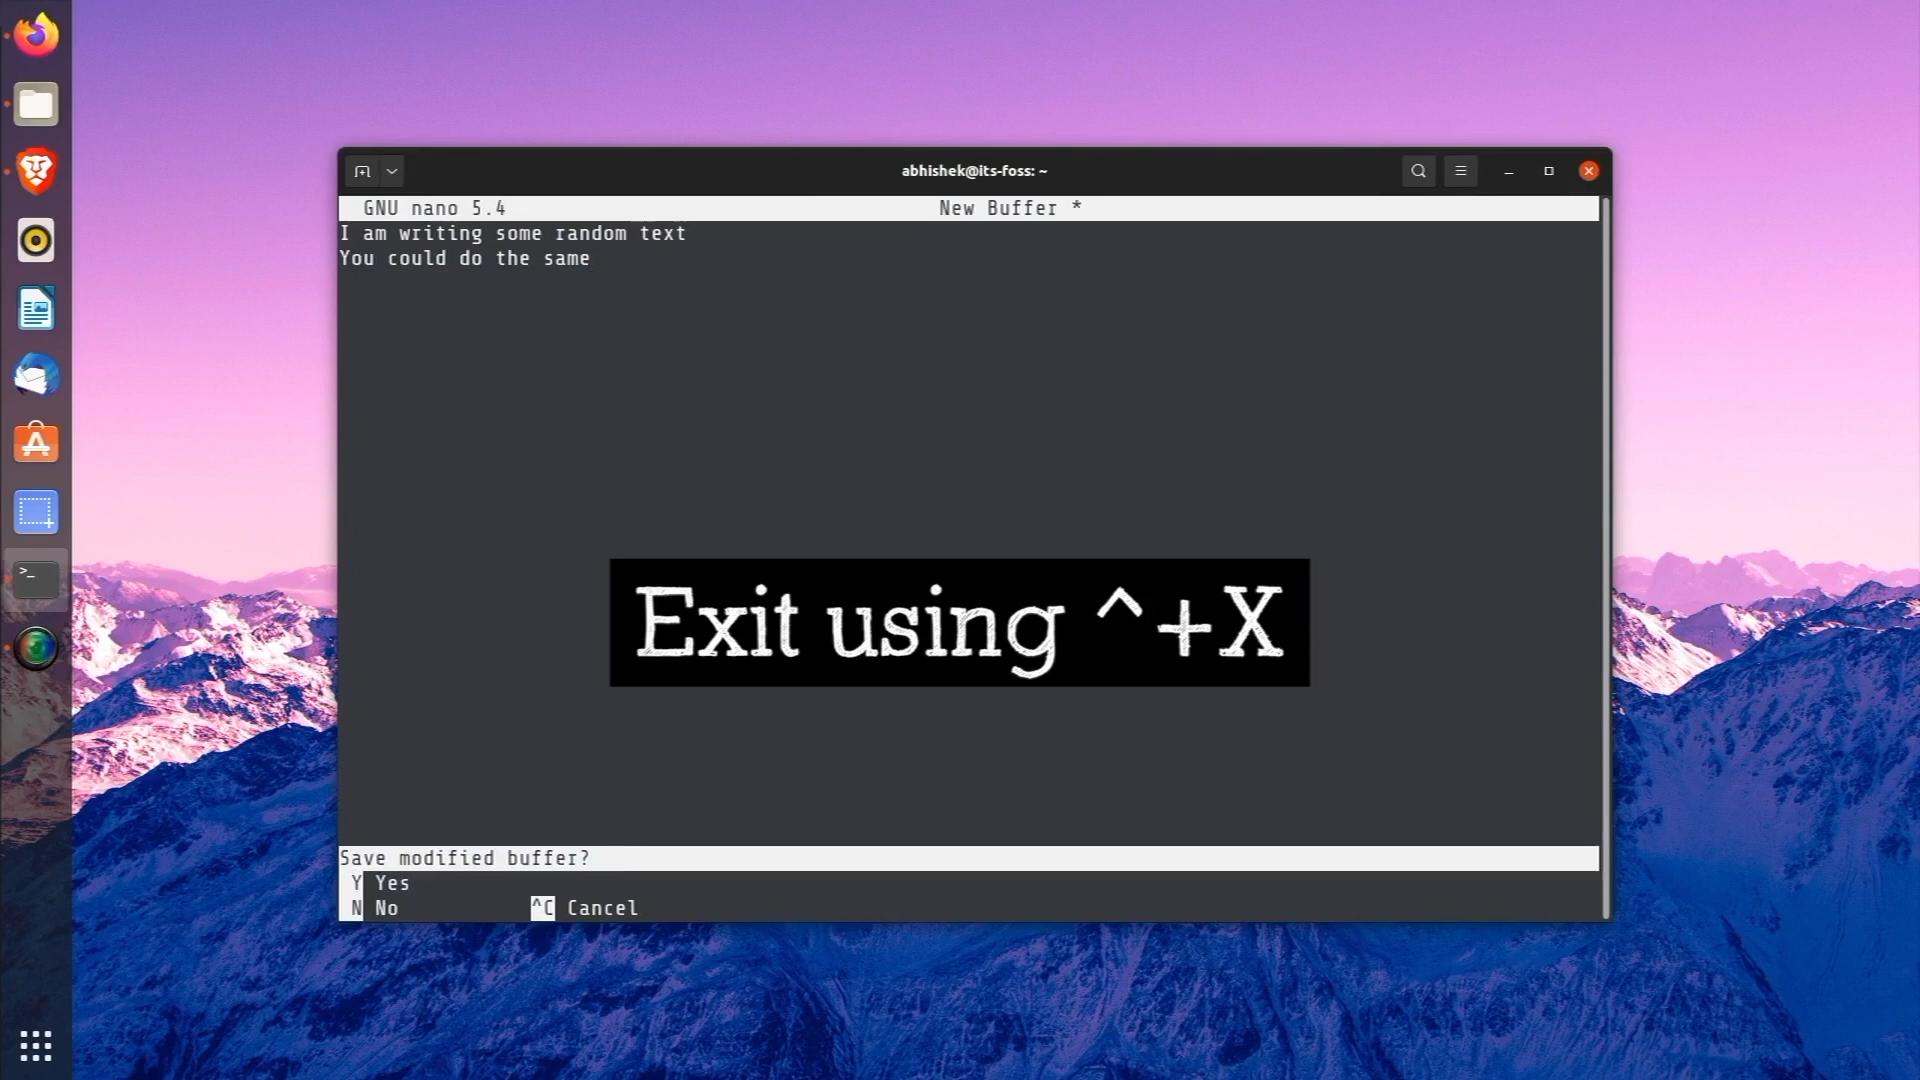 abhishek@its-foss: ~
GNU nano 5.4 New Buffer *
I am writing some random text
You could do the same
Exit using ^+X
Save modified buffer?
Y Yes
N No ^C Cancel